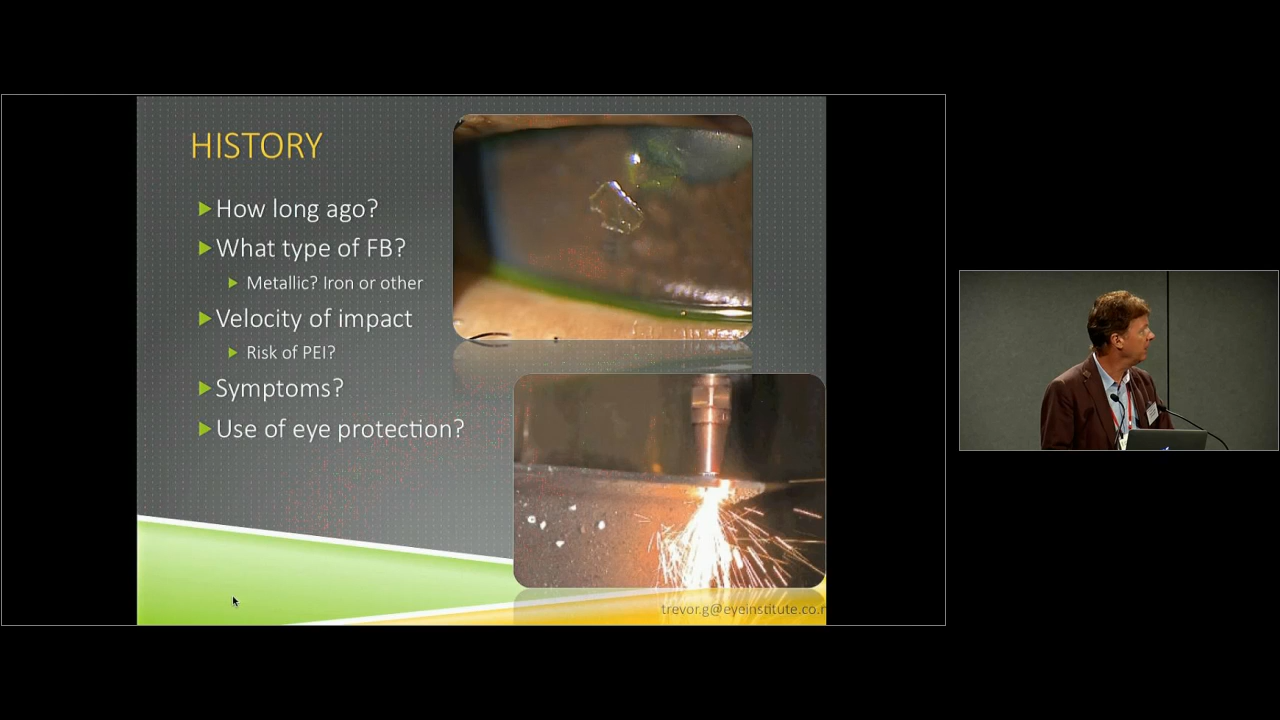 HISTORY
How long ago?
What type of FB?
Metallic? Iron or other
Velocity of impact
Risk of PEI?
Symptoms?
Use of eye protection?
trevor.g@eyeinstitute.co.n